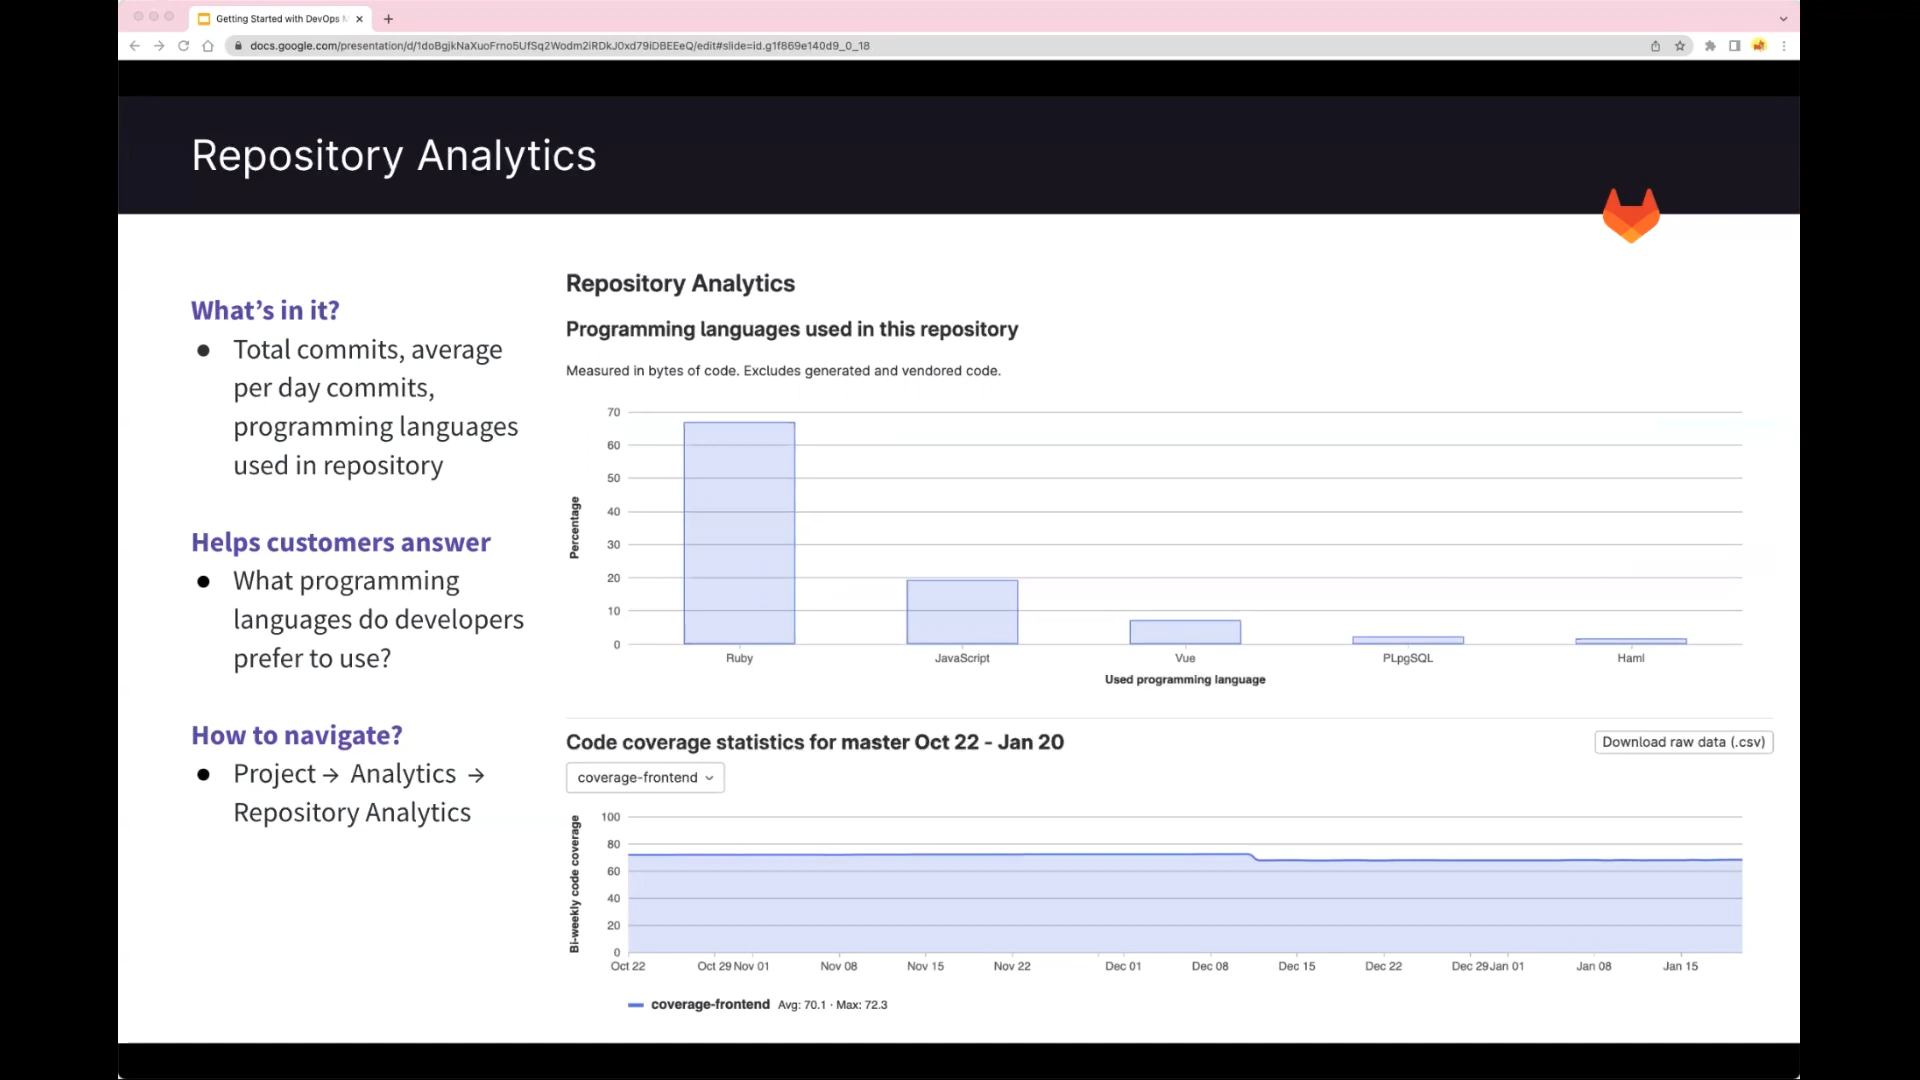 Getting Started with DevOps
docs.google.com/presentation/d/1doBgjkNaXuoFrno5UfSq2Wodm2iRDkJ0xd79iDBEEeQ/edit#slide=id.g1f869e140d9_0_18
Repository Analytics
What’s in it?
● Total commits, average
per day commits,
programming languages
used in repository
Helps customers answer
● What programming
languages do developers
prefer to use?
How to navigate?
● Project → Analytics →
Repository Analytics
Repository Analytics
Programming languages used in this repository
Measured in bytes of code. Excludes generated and vendored code.
Percentage
70
60
50
40
30
20
10
0
Ruby JavaScript Vue PLpgSQL Haml
Used programming language
Code coverage statistics for master Oct 22 - Jan 20
Download raw data (.csv)
coverage-frontend
Bi-weekly code coverage
100
80
60
40
20
0
Oct 22 Oct 29 Nov 01 Nov 08 Nov 15 Nov 22 Dec 01 Dec 08 Dec 15 Dec 22 Dec 29 Jan 01 Jan 08 Jan 15
coverage-frontend Avg: 70.1 · Max: 72.3